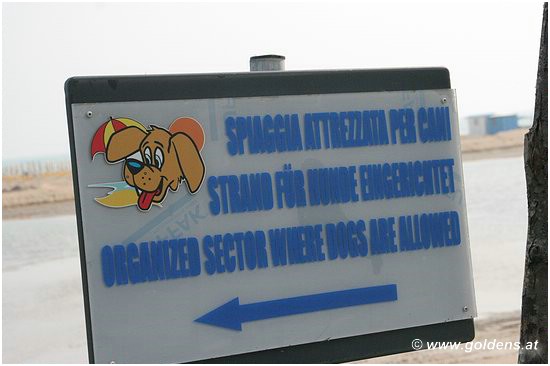 SPIAGGIA ATTREZZATA PER CANI
STRAND FÜR HUNDE EINGERICHTET
ORGANIZED SECTOR WHERE DOGS ARE ALLOWED
© www.goldens.at